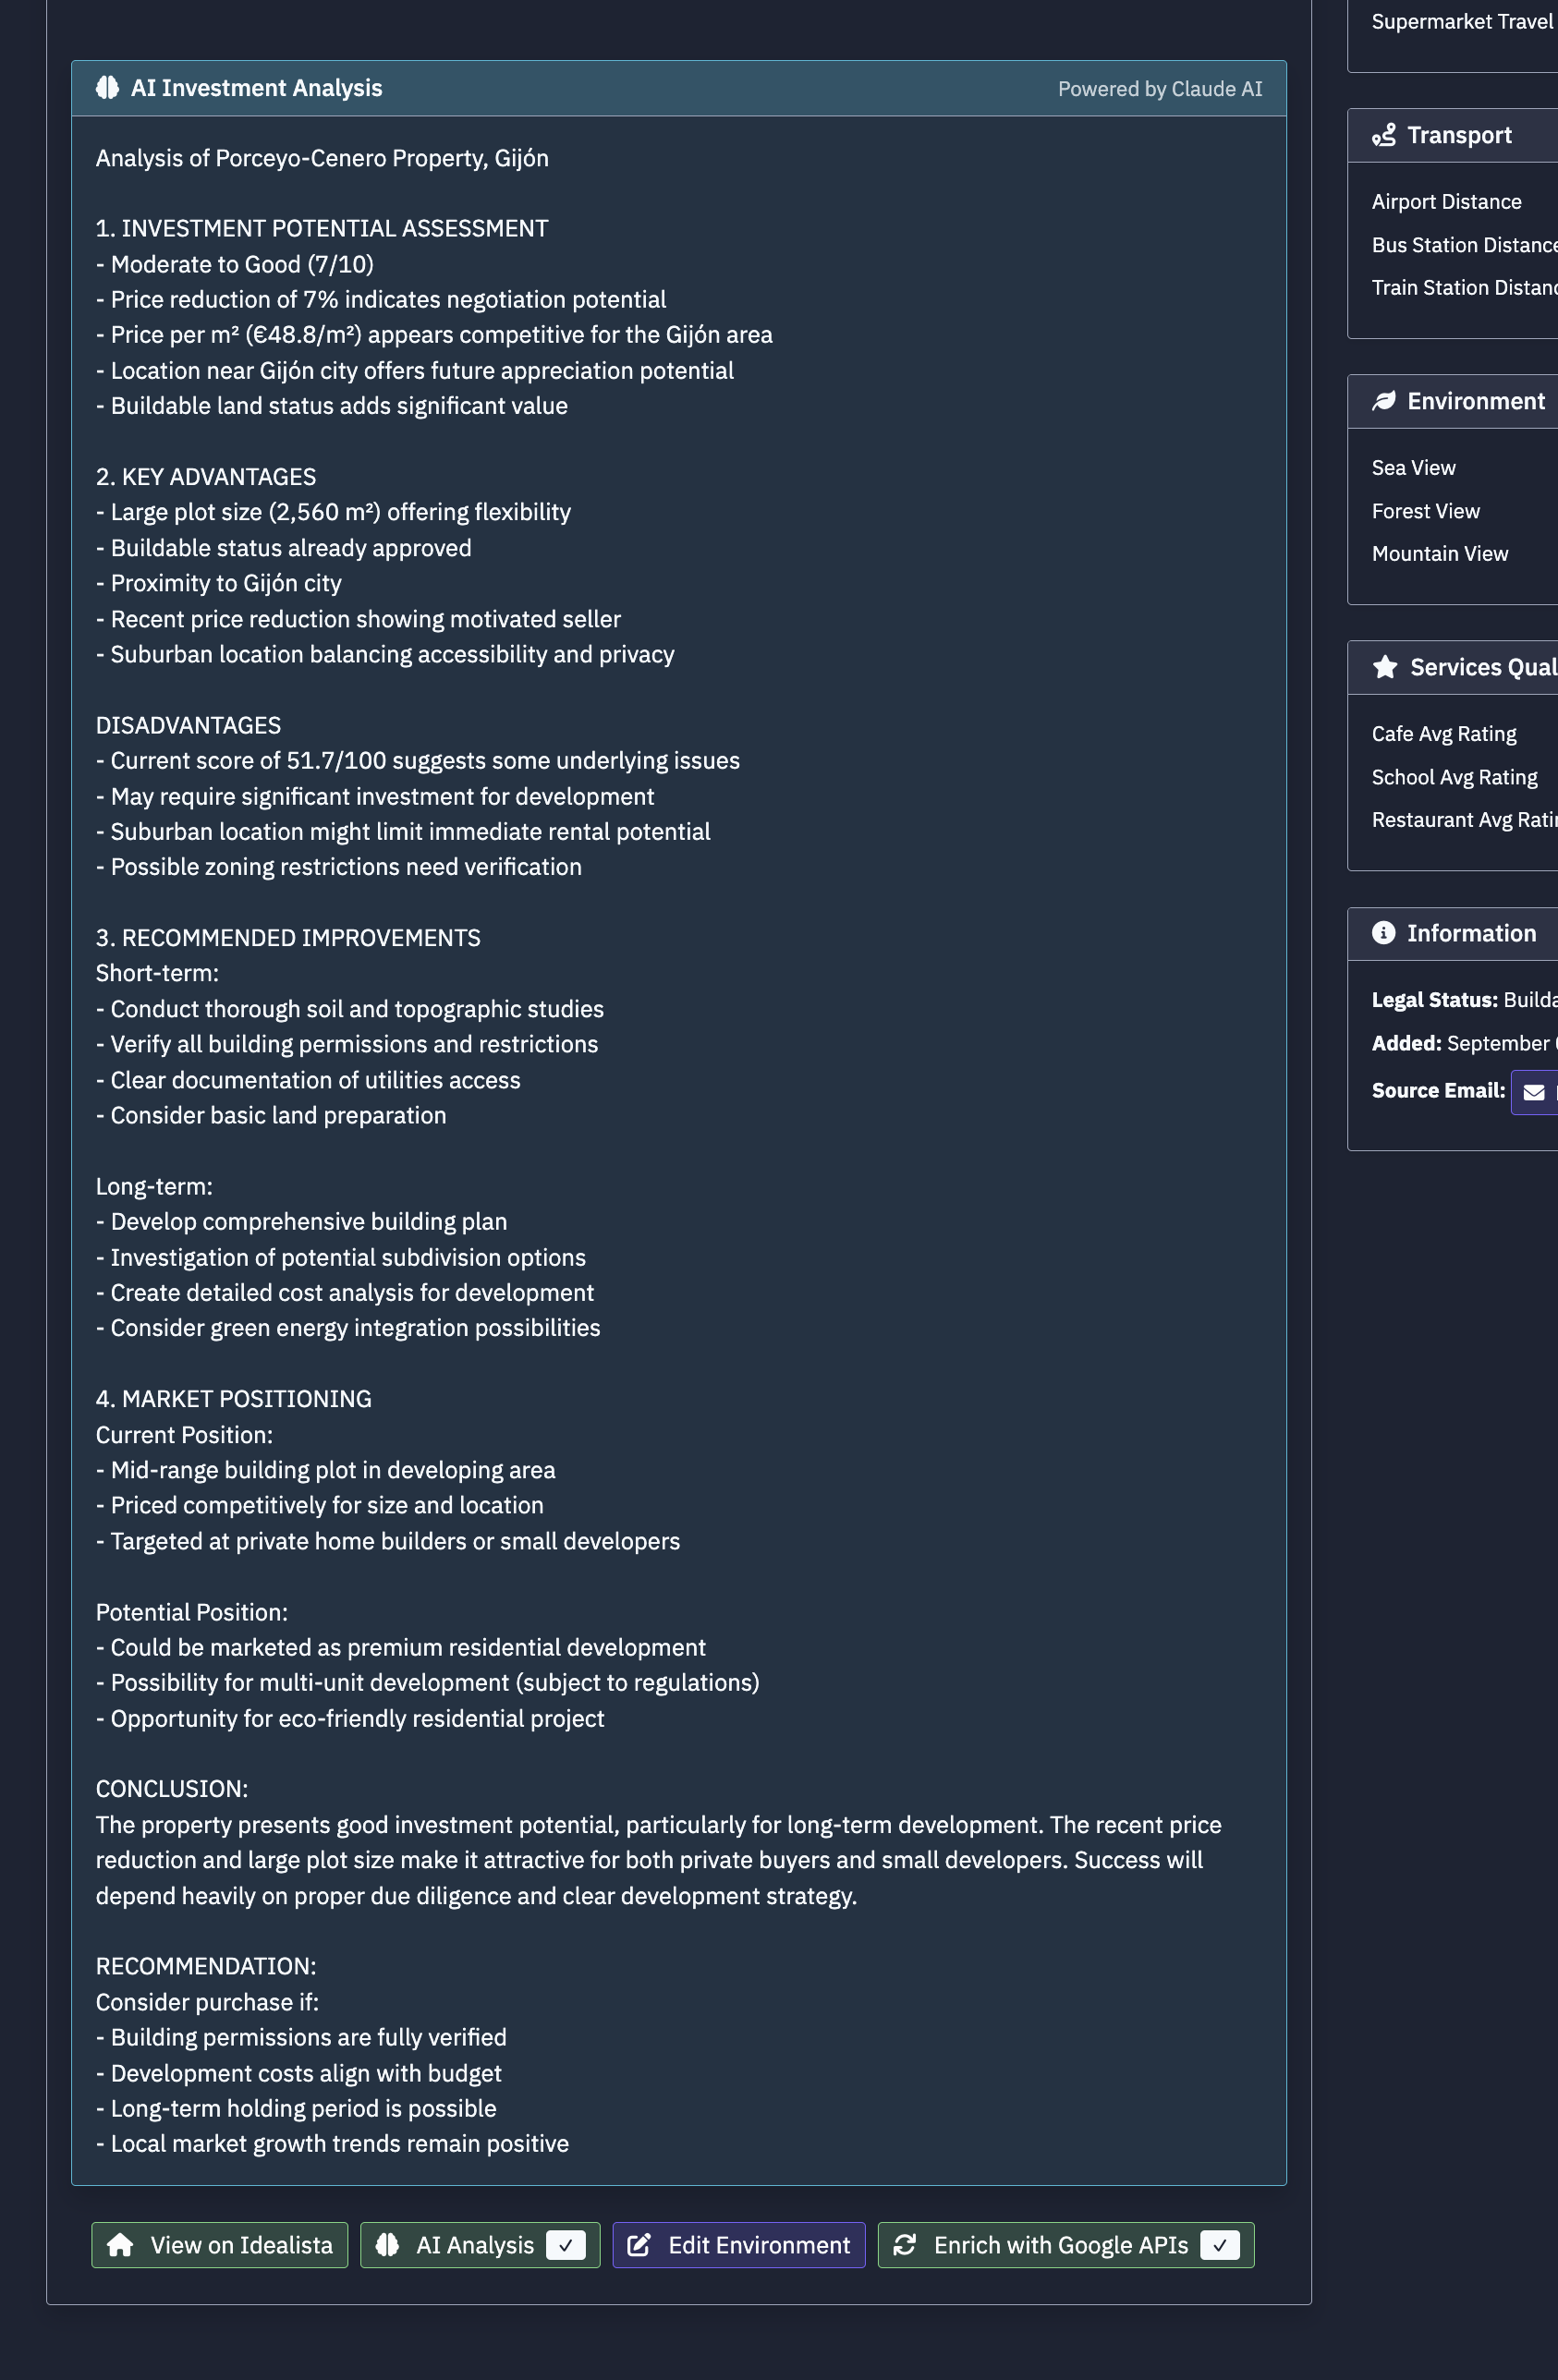 AI Investment Analysis
Powered by Claude AI
Analysis of Porceyo-Cenero Property, Gijón
1. INVESTMENT POTENTIAL ASSESSMENT
- Moderate to Good (7/10)
- Price reduction of 7% indicates negotiation potential
- Price per m² (€48.8/m²) appears competitive for the Gijón area
- Location near Gijón city offers future appreciation potential
- Buildable land status adds significant value
2. KEY ADVANTAGES
- Large plot size (2,560 m²) offering flexibility
- Buildable status already approved
- Proximity to Gijón city
- Recent price reduction showing motivated seller
- Suburban location balancing accessibility and privacy
DISADVANTAGES
- Current score of 51.7/100 suggests some underlying issues
- May require significant investment for development
- Suburban location might limit immediate rental potential
- Possible zoning restrictions need verification
3. RECOMMENDED IMPROVEMENTS
Short-term:
- Conduct thorough soil and topographic studies
- Verify all building permissions and restrictions
- Clear documentation of utilities access
- Consider basic land preparation
Long-term:
- Develop comprehensive building plan
- Investigation of potential subdivision options
- Create detailed cost analysis for development
- Consider green energy integration possibilities
4. MARKET POSITIONING
Current Position:
- Mid-range building plot in developing area
- Priced competitively for size and location
- Targeted at private home builders or small developers
Potential Position:
- Could be marketed as premium residential development
- Possibility for multi-unit development (subject to regulations)
- Opportunity for eco-friendly residential project
CONCLUSION:
The property presents good investment potential, particularly for long-term development. The recent price
reduction and large plot size make it attractive for both private buyers and small developers. Success will
depend heavily on proper due diligence and clear development strategy.
RECOMMENDATION:
Consider purchase if:
- Building permissions are fully verified
- Development costs align with budget
- Long-term holding period is possible
- Local market growth trends remain positive
View on Idealista
AI Analysis ✓
Edit Environment
Enrich with Google APIs ✓
Supermarket Travel
Transport
Airport Distance
Bus Station Distance
Train Station
Environment
Sea View
Forest View
Mountain View
Services
Cafe Avg Rating
School Avg Rating
Restaurant Avg
Information
Legal Status:
Added: September
Source Email: